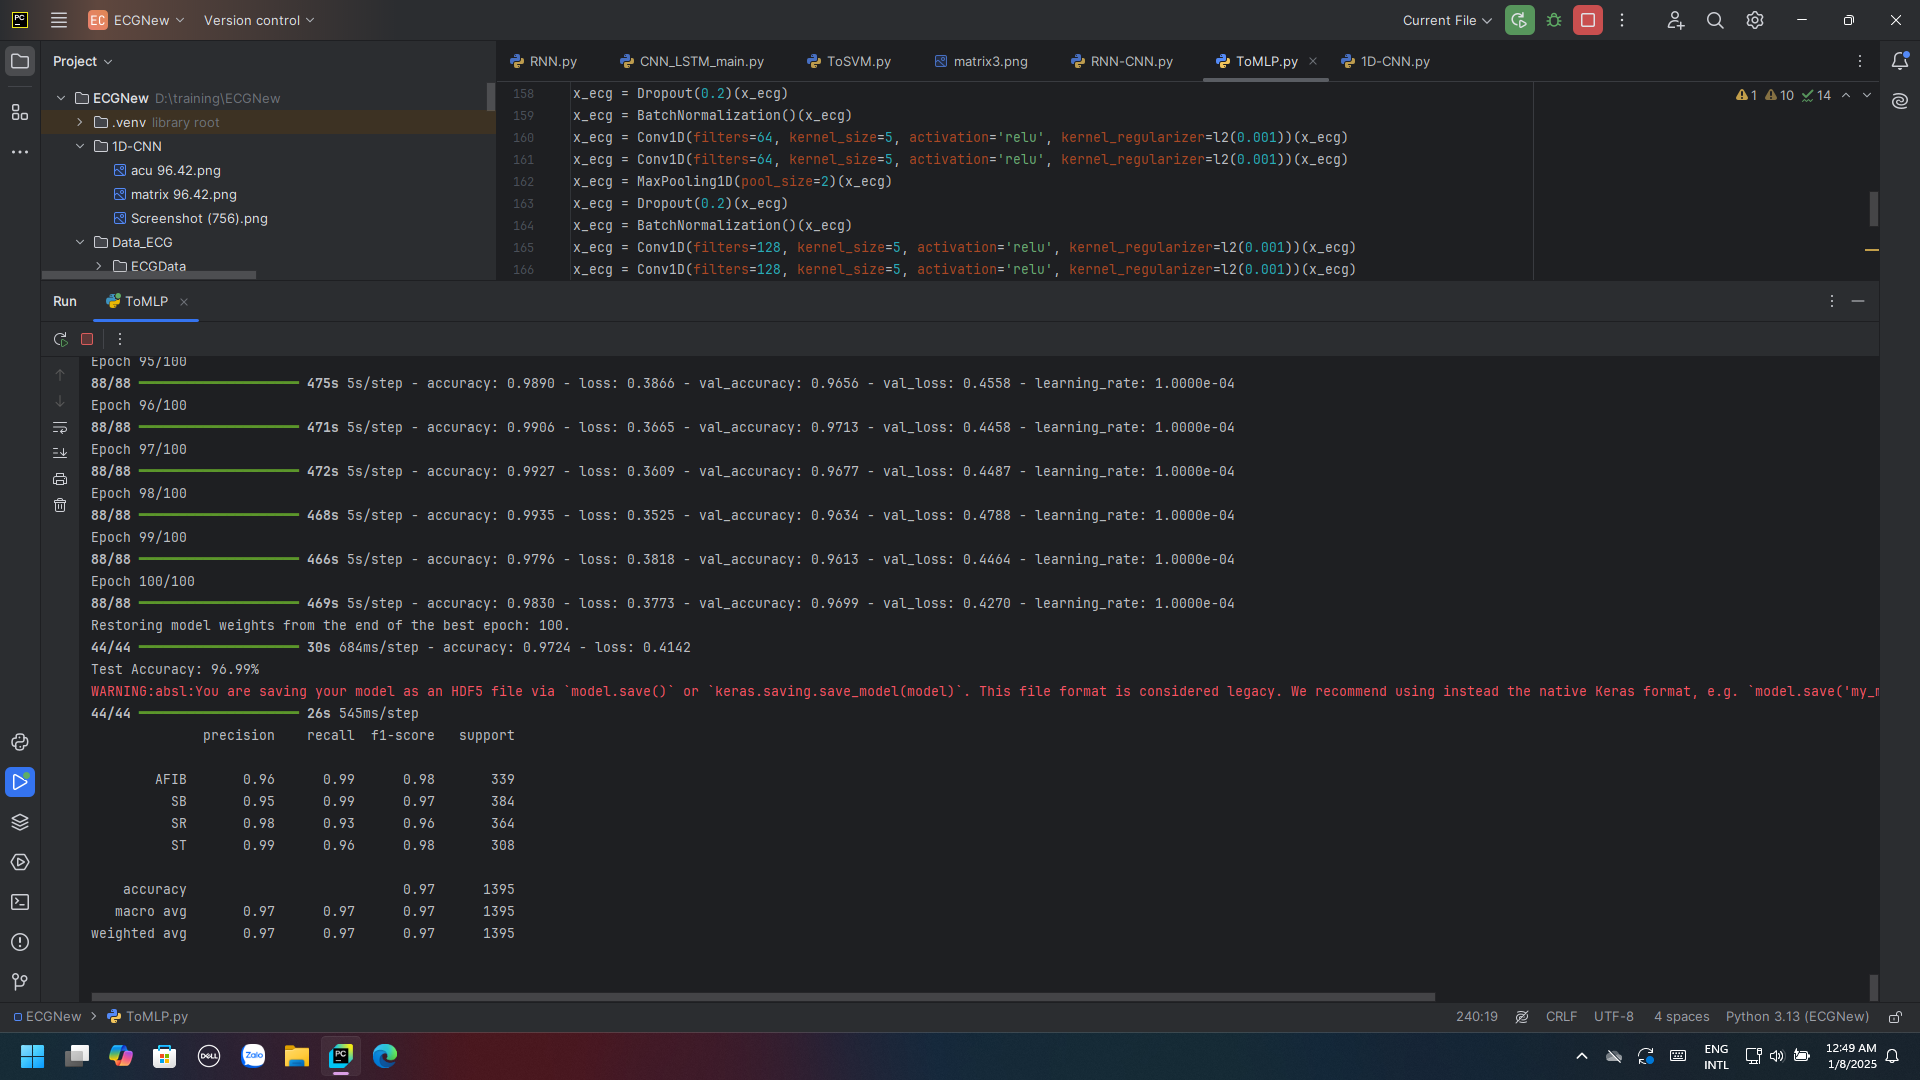 PC
EC ECGNew
Version control
Current File
Project
RNN.py
CNN_LSTM_main.py
ToSVM.py
matrix3.png
RNN-CNN.py
ToMLP.py
1D-CNN.py
ECGNew D:\training\ECGNew
.venv library root
1D-CNN
acu 96.42.png
matrix 96.42.png
Screenshot (756).png
Data_ECG
ECGData
1 10 14
158 x_ecg = Dropout(0.2)(x_ecg)
159 x_ecg = BatchNormalization()(x_ecg)
160 x_ecg = Conv1D(filters=64, kernel_size=5, activation='relu', kernel_regularizer=l2(0.001))(x_ecg)
161 x_ecg = Conv1D(filters=64, kernel_size=5, activation='relu', kernel_regularizer=l2(0.001))(x_ecg)
162 x_ecg = MaxPooling1D(pool_size=2)(x_ecg)
163 x_ecg = Dropout(0.2)(x_ecg)
164 x_ecg = BatchNormalization()(x_ecg)
165 x_ecg = Conv1D(filters=128, kernel_size=5, activation='relu', kernel_regularizer=l2(0.001))(x_ecg)
166 x_ecg = Conv1D(filters=128, kernel_size=5, activation='relu', kernel_regularizer=l2(0.001))(x_ecg)
Run ToMLP
Epoch 95/100
88/88 475s 5s/step - accuracy: 0.9890 - loss: 0.3866 - val_accuracy: 0.9656 - val_loss: 0.4558 - learning_rate: 1.0000e-04
Epoch 96/100
88/88 471s 5s/step - accuracy: 0.9906 - loss: 0.3665 - val_accuracy: 0.9713 - val_loss: 0.4458 - learning_rate: 1.0000e-04
Epoch 97/100
88/88 472s 5s/step - accuracy: 0.9927 - loss: 0.3609 - val_accuracy: 0.9677 - val_loss: 0.4487 - learning_rate: 1.0000e-04
Epoch 98/100
88/88 468s 5s/step - accuracy: 0.9935 - loss: 0.3525 - val_accuracy: 0.9634 - val_loss: 0.4788 - learning_rate: 1.0000e-04
Epoch 99/100
88/88 466s 5s/step - accuracy: 0.9796 - loss: 0.3818 - val_accuracy: 0.9613 - val_loss: 0.4464 - learning_rate: 1.0000e-04
Epoch 100/100
88/88 469s 5s/step - accuracy: 0.9830 - loss: 0.3773 - val_accuracy: 0.9699 - val_loss: 0.4270 - learning_rate: 1.0000e-04
Restoring model weights from the end of the best epoch: 100.
44/44 30s 684ms/step - accuracy: 0.9724 - loss: 0.4142
Test Accuracy: 96.99%
WARNING:absl:You are saving your model as an HDF5 file via `model.save()` or `keras.saving.save_model(model)`. This file format is considered legacy. We recommend using instead the native Keras format, e.g. `model.save('my_m
44/44 26s 545ms/step
precision recall f1-score support
AFIB 0.96 0.99 0.98 339
SB 0.95 0.99 0.97 384
SR 0.98 0.93 0.96 364
ST 0.99 0.96 0.98 308
accuracy 0.97 1395
macro avg 0.97 0.97 0.97 1395
weighted avg 0.97 0.97 0.97 1395
ECGNew > ToMLP.py
240:19 CRLF UTF-8 4 spaces Python 3.13 (ECGNew)
DELL
Zalo
PC
ENG
INTL
12:49 AM
1/8/2025